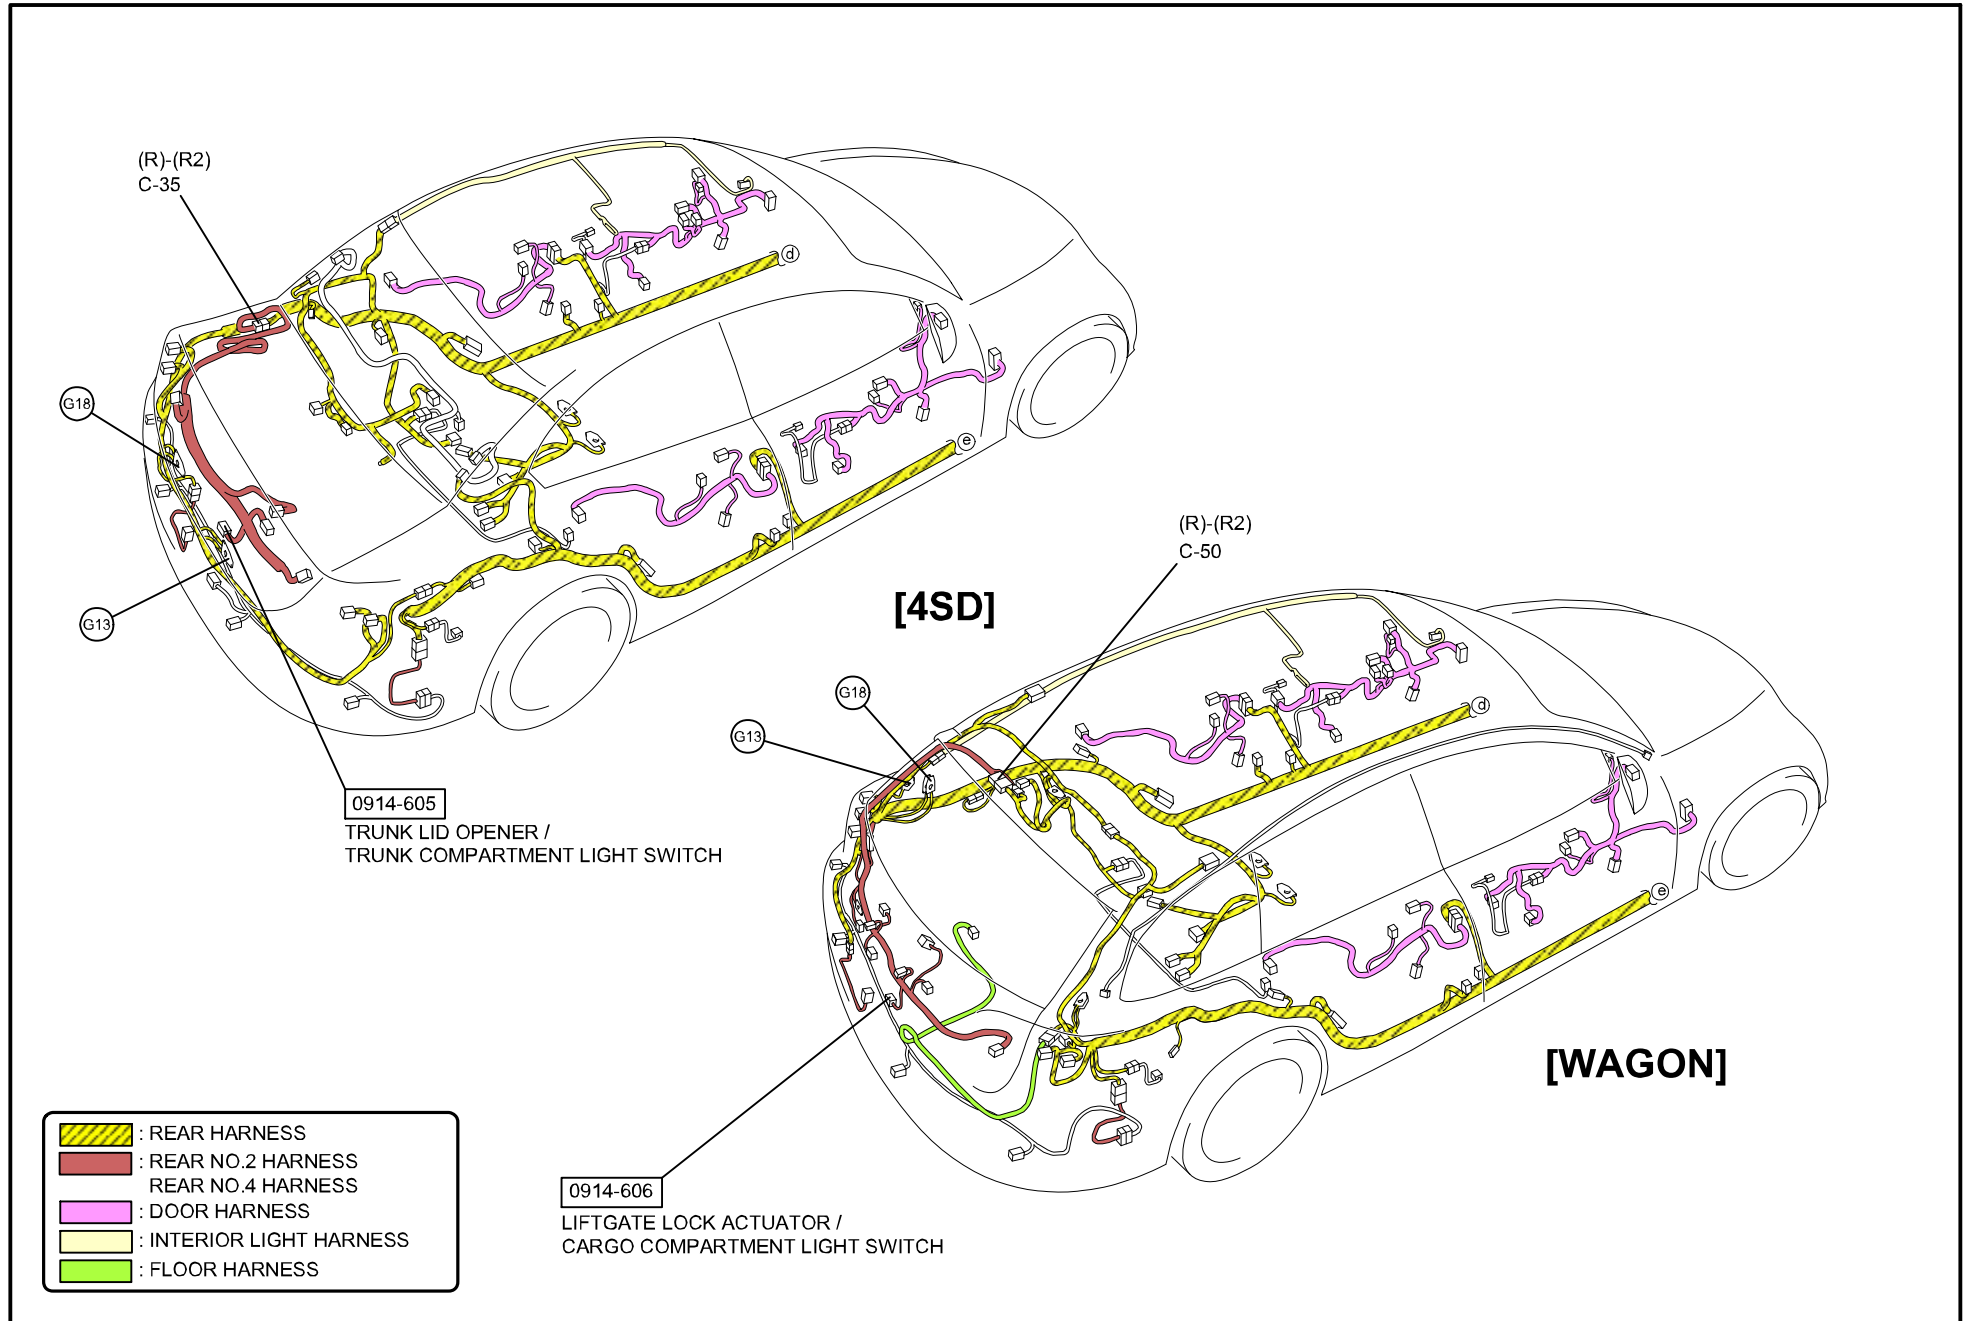 (R)-(R2)
C-35
d
G18
e
G13
[4SD]
(R)-(R2)
C-50
G18
G13
d
0914-605
TRUNK LID OPENER /
TRUNK COMPARTMENT LIGHT SWITCH
e
[WAGON]
: REAR HARNESS
: REAR NO.2 HARNESS
REAR NO.4 HARNESS
: DOOR HARNESS
: INTERIOR LIGHT HARNESS
: FLOOR HARNESS
0914-606
LIFTGATE LOCK ACTUATOR /
CARGO COMPARTMENT LIGHT SWITCH